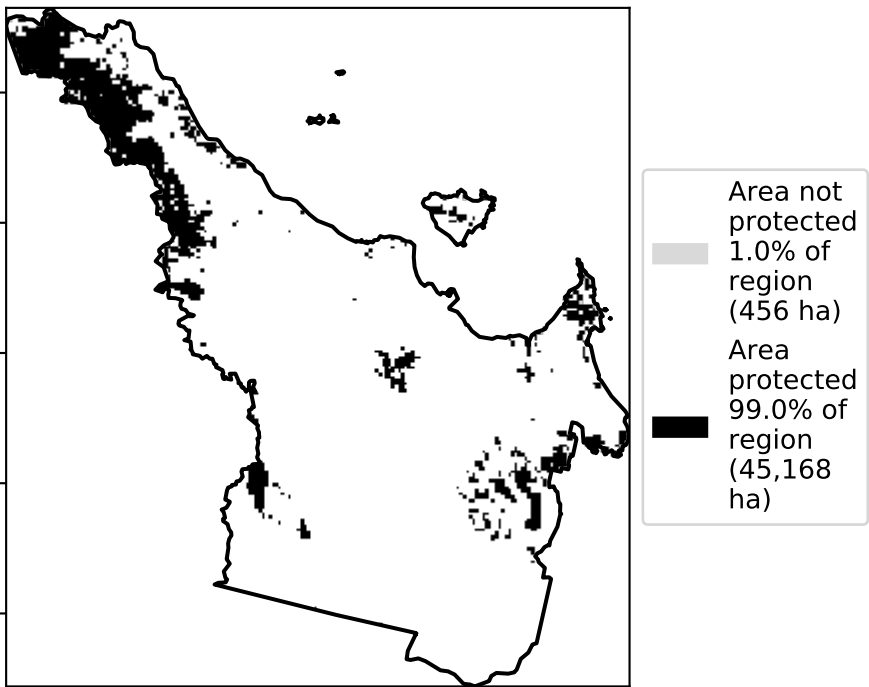 Area not
protected
1.0% of
region
(456 ha)
Area
protected
99.0% of
region
(45,168
ha)